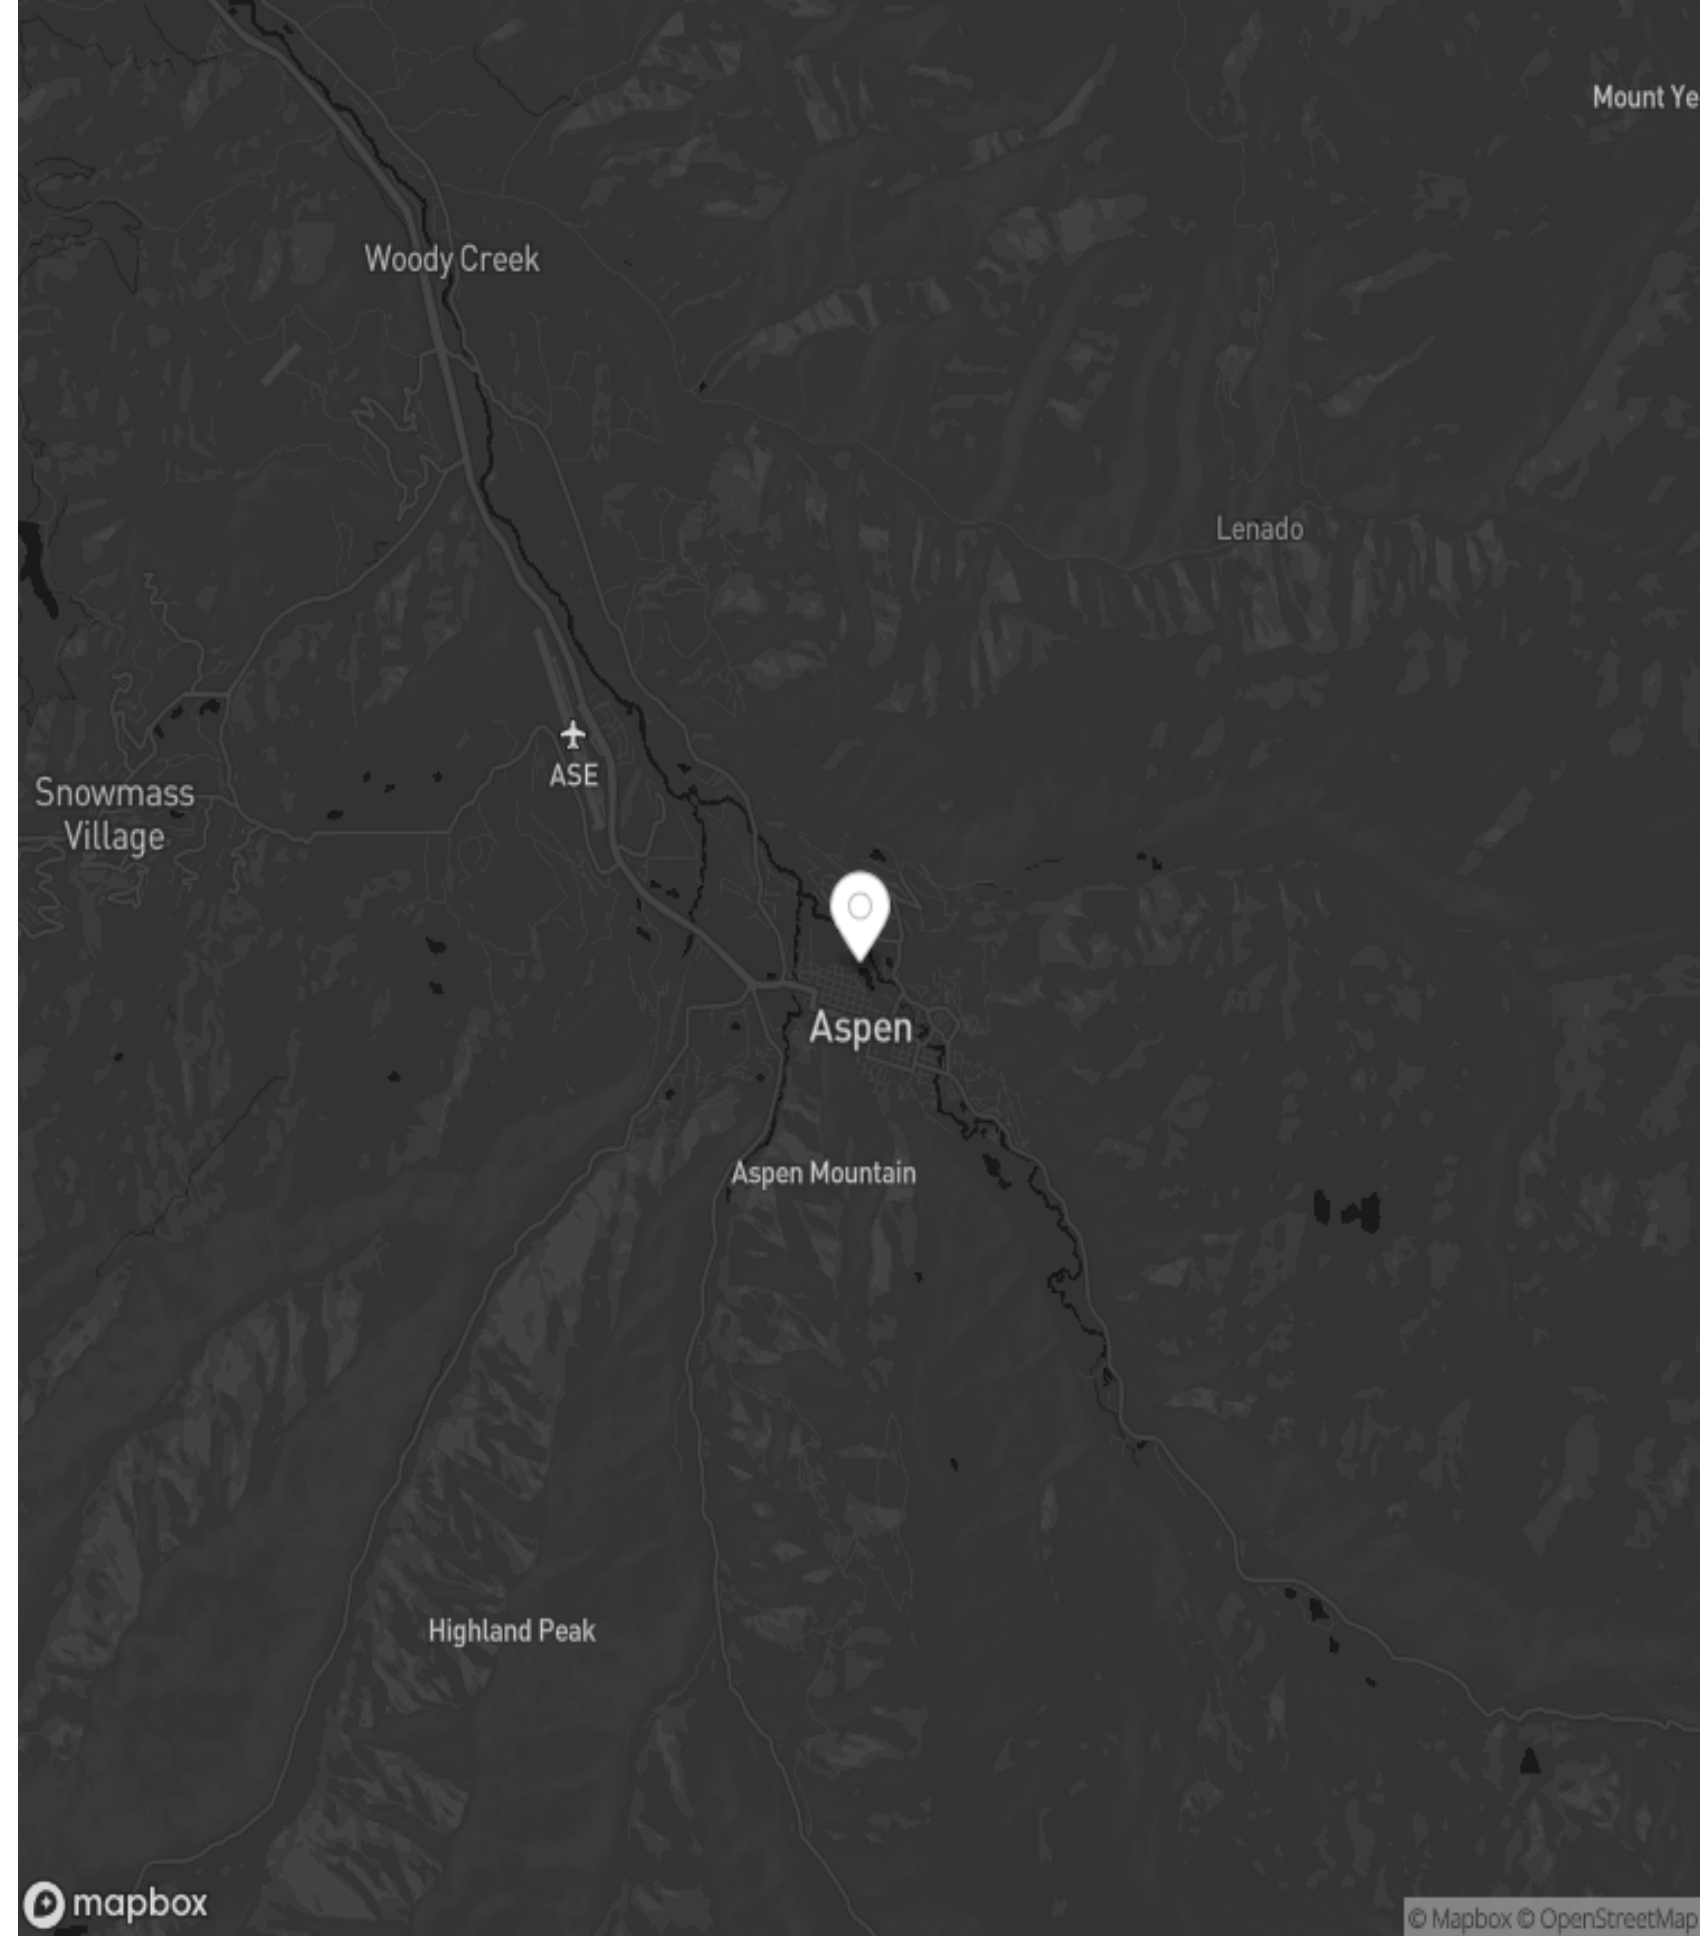 Mount Ye
Woody Creek
Lenado
ASE
Snowmass
Village
Aspen
Aspen Mountain
Highland Peak
mapbox
© Mapbox © OpenStreetMap